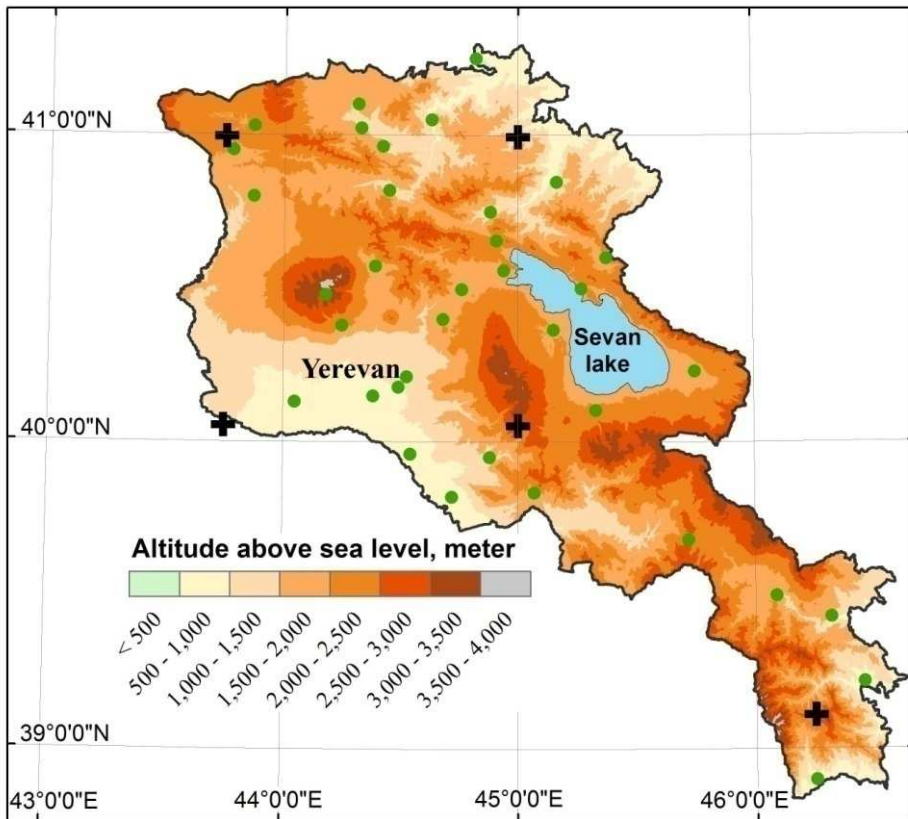 41°0'0"N
Sevan
lake
Yerevan
40°0'0"N
Altitude above sea level, meter
< 500
500 - 1,000
1,000 - 1,500
1,500 - 2,000
2,000 - 2,500
2,500 - 3,000
3,000 - 3,500
3,500 - 4,000
39°0'0"N
43°0'0"E
44°0'0"E
45°0'0"E
46°0'0"E